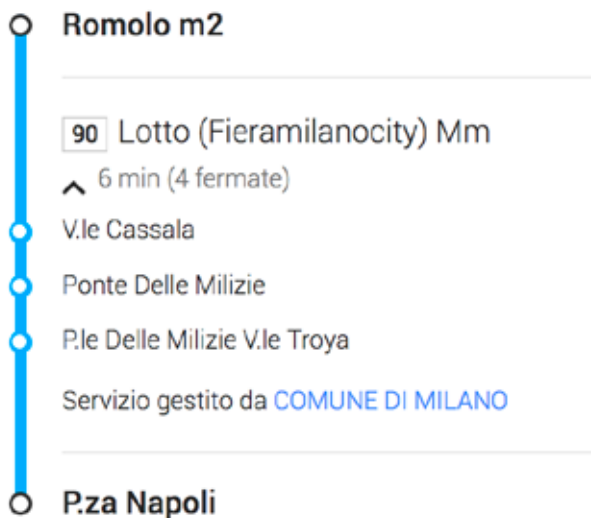 Romolo m2
90 Lotto (Fieramilanocity) Mm
6 min (4 fermate)
V.le Cassala
Ponte Delle Milizie
P.le Delle Milizie V.le Troya
Servizio gestito da COMUNE DI MILANO
P.za Napoli